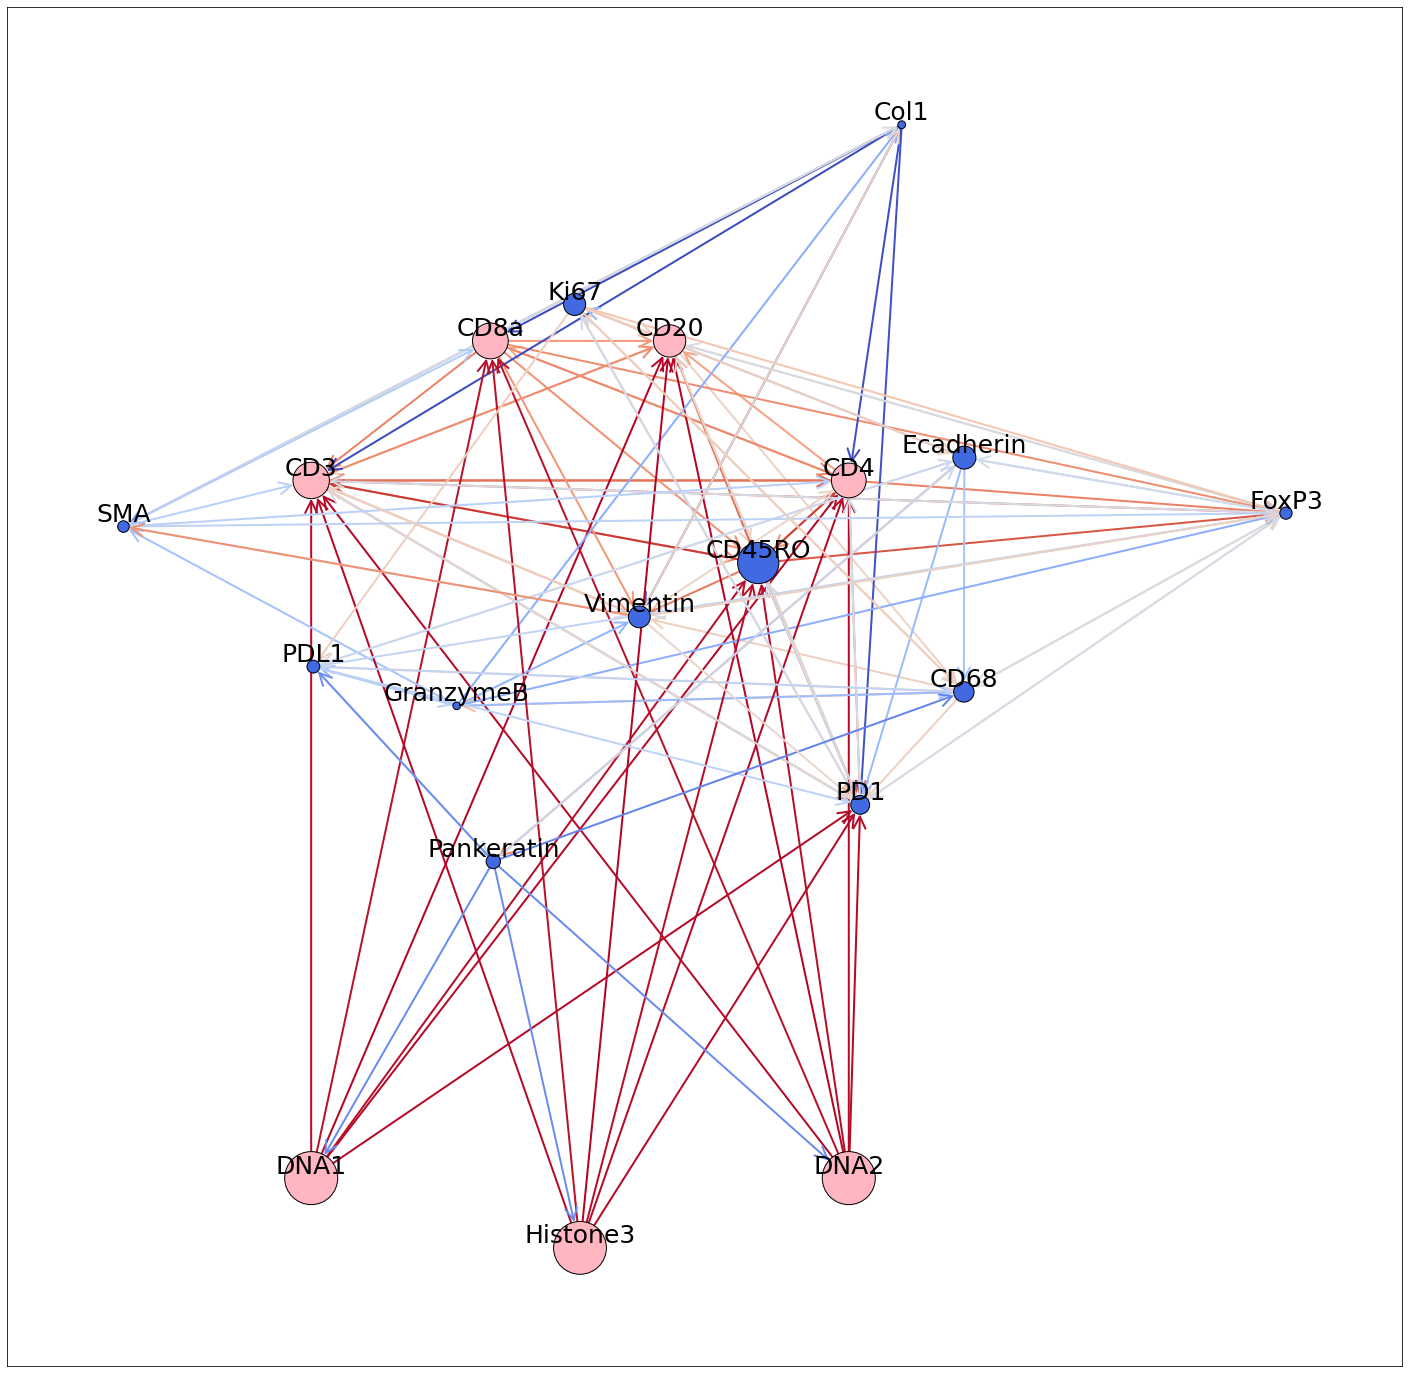 Col1
Ki67
CD8a
CD20
Ecadherin
CD3
CD4
FoxP3
SMA
CD45RO
Vimentin
PDL1
CD68
GranzymeB
PD1
Pankeratin
DNA1
DNA2
Histone3